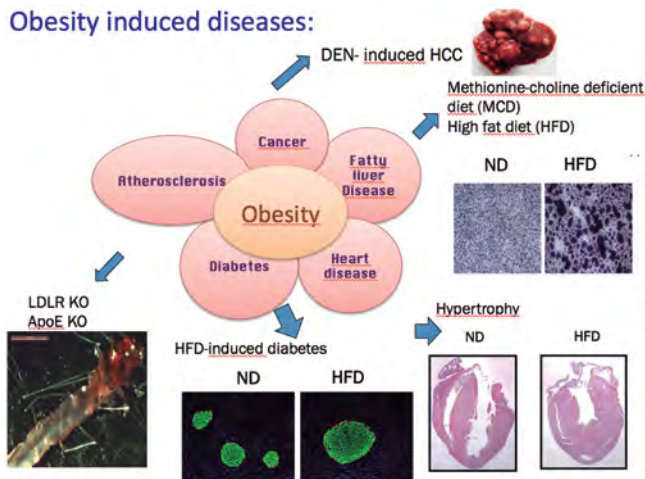 Obesity induced diseases:
DEN- induced HCC
Methionine-choline deficient
diet (MCD)
High fat diet (HFD)
Cancer
Atherosclerosis
Fatty
liver
Disease
Obesity
Diabetes
Heart
disease
ND HFD
LDLR KO
ApoE KO
HFD-induced diabetes
ND HFD
Hypertrophy
ND HFD